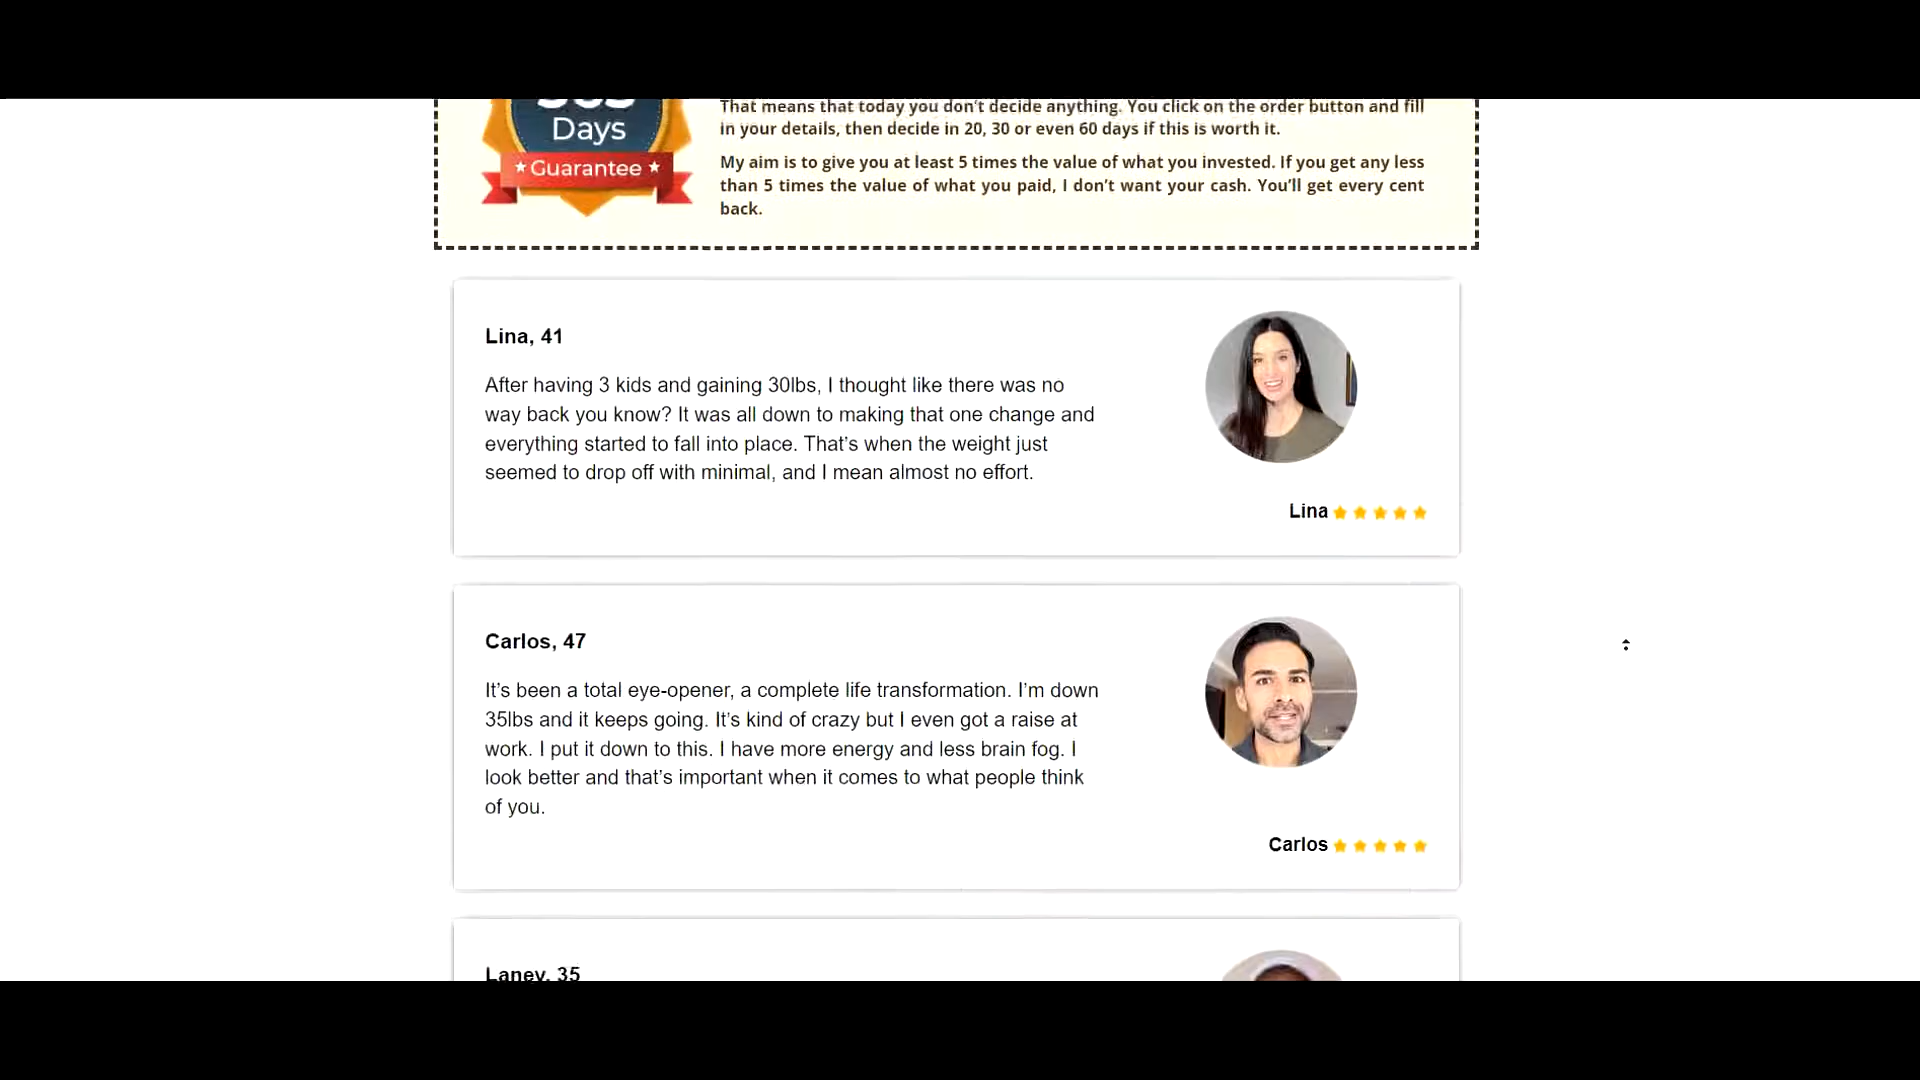 Days
Guarantee
That means that today you don't decide anything. You click on the order button and fill
in your details, then decide in 20, 30 or even 60 days if this is worth it.
My aim is to give you at least 5 times the value of what you invested. If you get any less
than 5 times the value of what you paid, I don't want your cash. You'll get every cent
back.
Lina, 41
After having 3 kids and gaining 30lbs, I thought like there was no
way back you know? It was all down to making that one change and
everything started to fall into place. That's when the weight just
seemed to drop off with minimal, and I mean almost no effort.
Lina
Carlos, 47
It's been a total eye-opener, a complete life transformation. I'm down
35lbs and it keeps going. It's kind of crazy but I even got a raise at
work. I put it down to this. I have more energy and less brain fog. I
look better and that's important when it comes to what people think
of you.
Carlos
Laney, 35